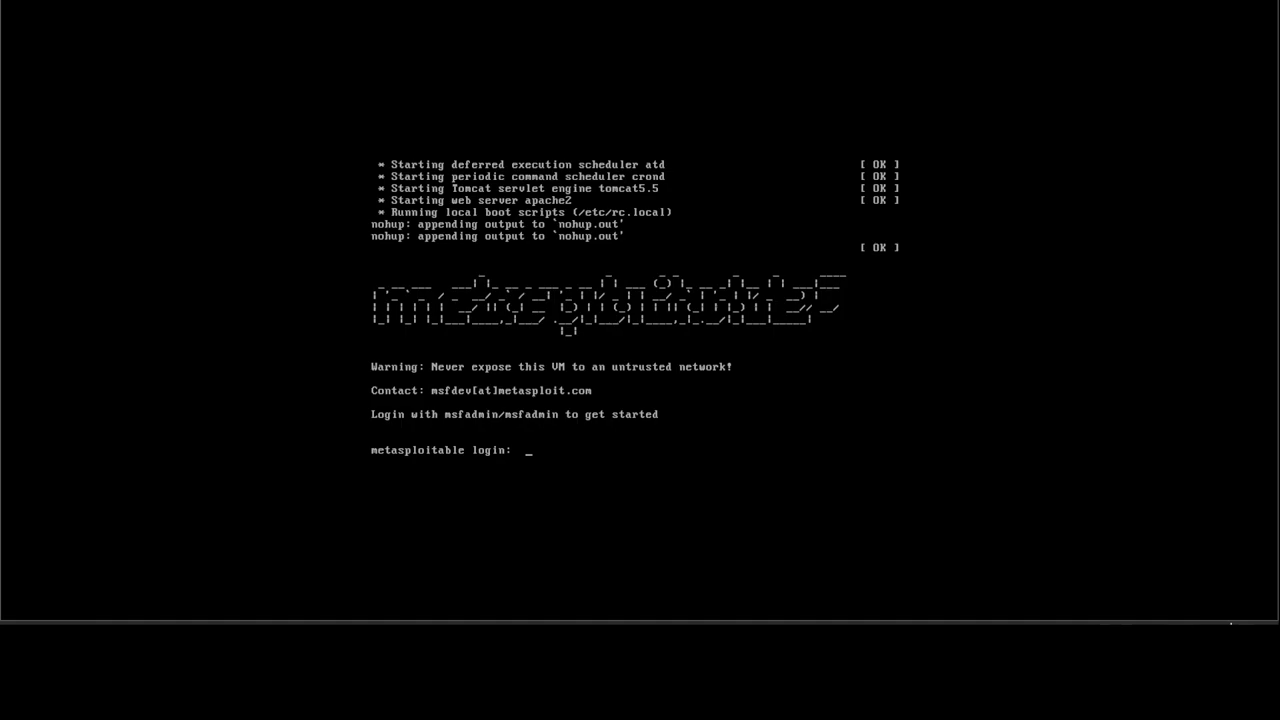 * Starting deferred execution scheduler atd [ OK ]
* Starting periodic command scheduler crond [ OK ]
* Starting Tomcat servlet engine tomcat5.5 [ OK ]
* Starting web server apache2 [ OK ]
* Running local boot scripts (/etc/rc.local)
nohup: appending output to `nohup.out'
nohup: appending output to `nohup.out'
[ OK ]
metasploitable2
Warning: Never expose this VM to an untrusted network!
Contact: msfdev[at]metasploit.com
Login with msfadmin/msfadmin to get started
metasploitable login: _